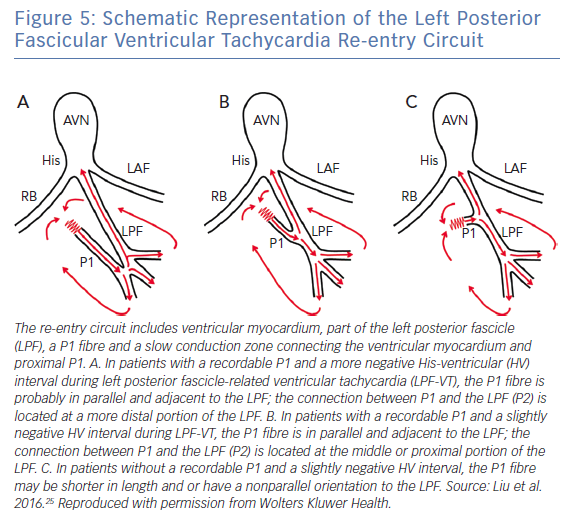 Figure 5: Schematic Representation of the Left Posterior
Fascicular Ventricular Tachycardia Re-entry Circuit
A
B
C
AVN
AVN
AVN
His
LAF
His
LAF
His
LAF
RB
RB
RB
LPF
LPF
LPF
P1
P1
P1
The re-entry circuit includes ventricular myocardium, part of the left posterior fascicle
(LPF), a P1 fibre and a slow conduction zone connecting the ventricular myocardium and
proximal P1. A. In patients with a recordable P1 and a more negative His-ventricular (HV)
interval during left posterior fascicle-related ventricular tachycardia (LPF-VT), the P1 fibre is
probably in parallel and adjacent to the LPF; the connection between P1 and the LPF (P2) is
located at a more distal portion of the LPF. B. In patients with a recordable P1 and a slightly
negative HV interval during LPF-VT, the P1 fibre is in parallel and adjacent to the LPF; the
connection between P1 and the LPF (P2) is located at the middle or proximal portion of the
LPF. C. In patients without a recordable P1 and a slightly negative HV interval, the P1 fibre
may be shorter in length and or have a nonparallel orientation to the LPF. Source: Liu et al.
2016.²⁵ Reproduced with permission from Wolters Kluwer Health.